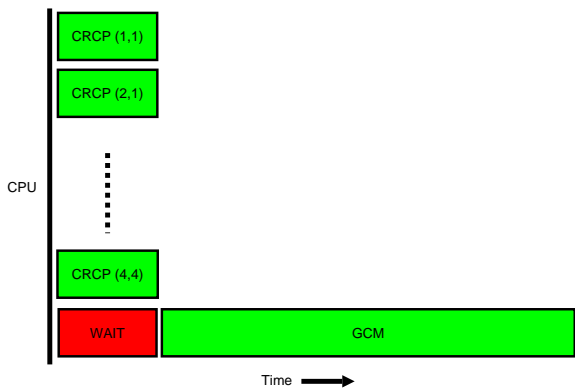 CRCP (1,1)
CRCP (2,1)
CPU
CRCP (4,4)
WAIT
GCM
Time